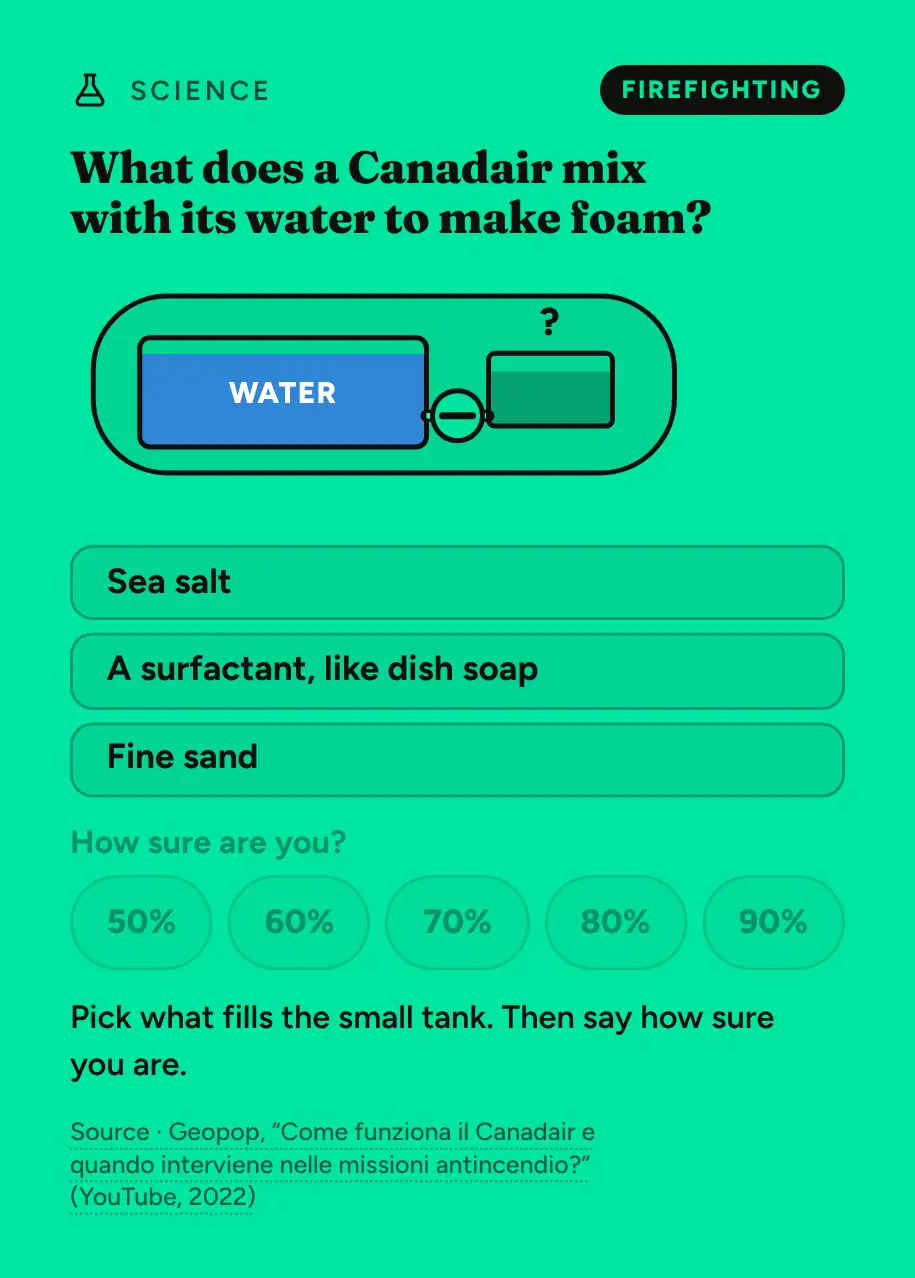 SCIENCE
FIREFIGHTING
What does a Canadair mix
with its water to make foam?
?
WATER
Sea salt
A surfactant, like dish soap
Fine sand
How sure are you?
50% 60% 70% 80% 90%
Pick what fills the small tank. Then say how sure
you are.
Source · Geopop, “Come funziona il Canadair e
quando interviene nelle missioni antincendio?”
(YouTube, 2022)